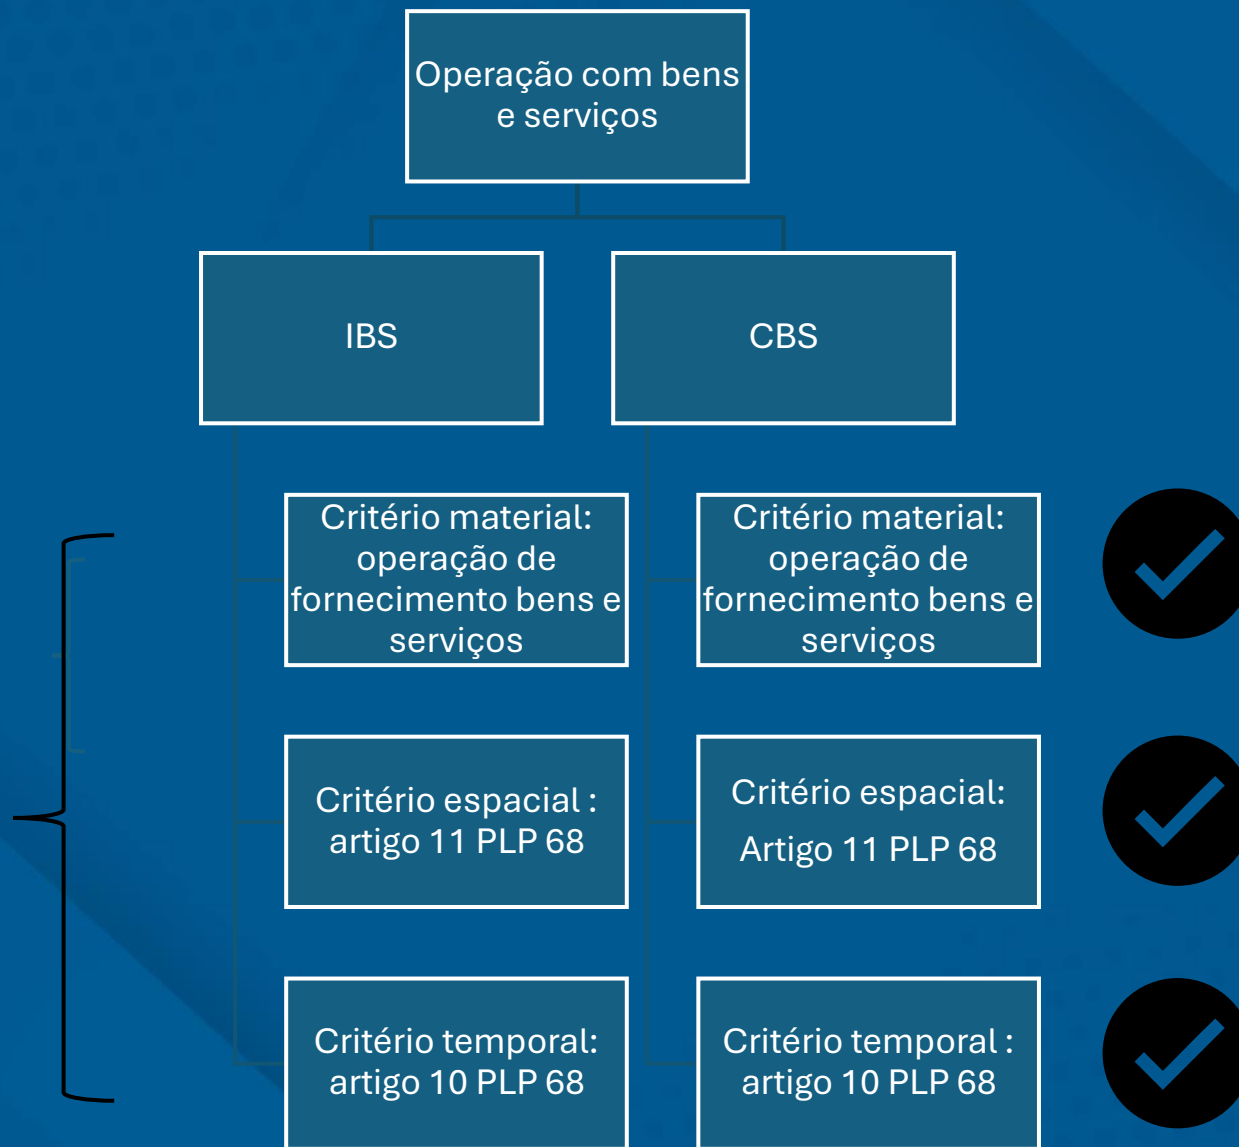 Operação com bens
e serviços
IBS
CBS
Critério material:
operação de
fornecimento bens e
serviços
Critério material:
operação de
fornecimento bens e
serviços
Critério espacial :
artigo 11 PLP 68
Critério espacial:
Artigo 11 PLP 68
Critério temporal:
artigo 10 PLP 68
Critério temporal :
artigo 10 PLP 68